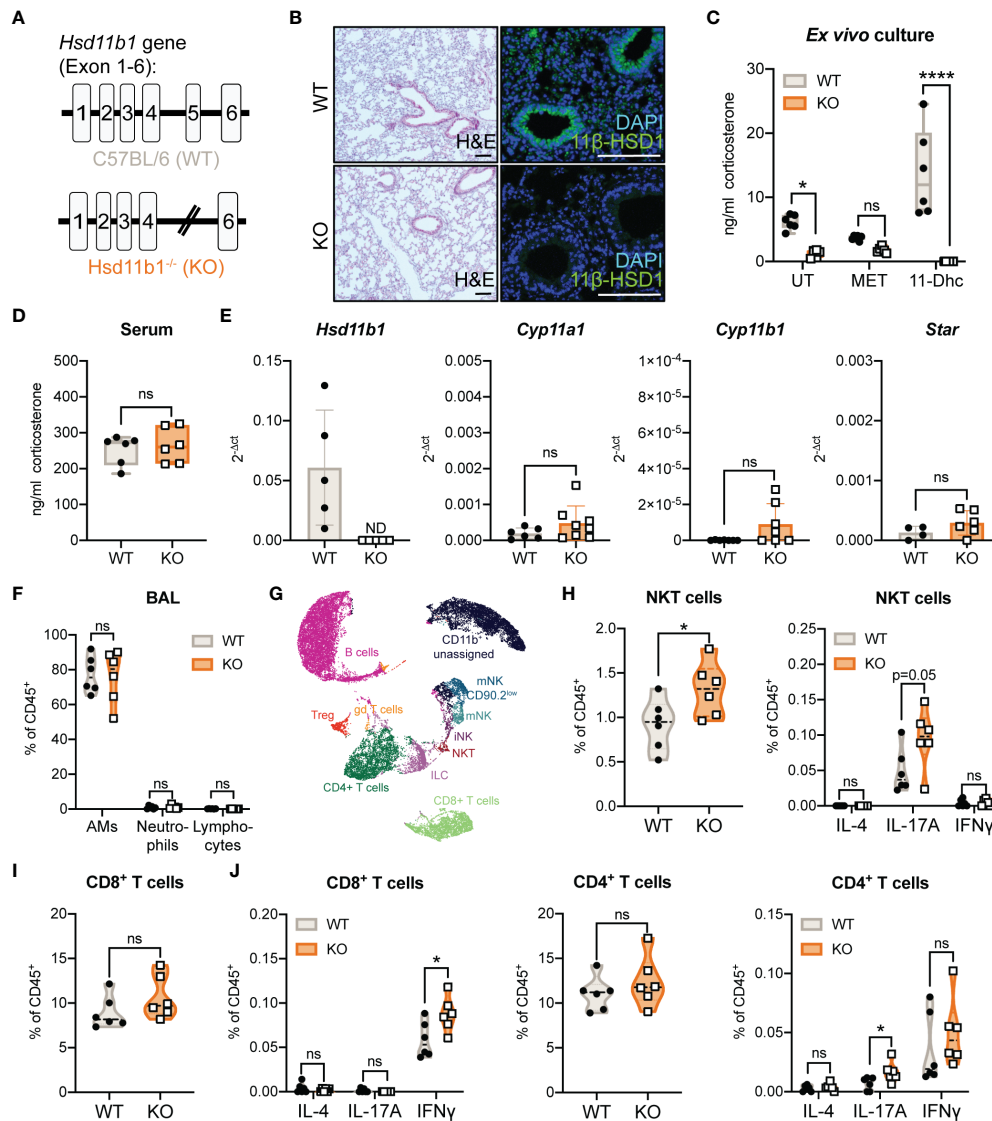 A
Hsd11b1 gene
(Exon 1-6):
1 2 3 4 5 6
C57BL/6 (WT)
1 2 3 4 6
Hsd11b1-/- (KO)
B
WT
H&E
DAPI
11β-HSD1
KO
H&E
DAPI
11β-HSD1
C
Ex vivo culture
ng/ml corticosterone
30
20
10
0
WT
KO
*
ns
****
UT MET 11-Dhc
D
Serum
ng/ml corticosterone
500
400
300
200
100
0
ns
WT KO
E
Hsd11b1
2-Δct
0.15
0.10
0.05
0.00
ND
WT KO
Cyp11a1
2-Δct
0.005
0.004
0.003
0.002
0.001
0.000
ns
WT KO
Cyp11b1
2-Δct
1×10-4
8×10-5
6×10-5
4×10-5
2×10-5
0
ns
WT KO
Star
2-Δct
0.003
0.002
0.001
0.000
ns
WT KO
F
BAL
% of CD45+
100
80
60
40
20
0
ns
ns
ns
WT
KO
AMs Neutro- Lympho-
phils cytes
G
B cells
CD11b+
unassigned
mNK
CD90.2low
mNK
gd T cells
Treg
iNK
NKT
ILC
CD4+ T cells
CD8+ T cells
H
NKT cells
% of CD45+
2.0
1.5
1.0
0.5
0.0
*
WT KO
NKT cells
% of CD45+
0.20
0.15
0.10
0.05
0.00
WT
KO
ns
p=0.05
ns
IL-4 IL-17A IFNγ
I
CD8+ T cells
% of CD45+
20
15
10
5
0
ns
WT KO
J
CD8+ T cells
% of CD45+
0.20
0.15
0.10
0.05
0.00
WT
KO
ns
ns
*
IL-4 IL-17A IFNγ
CD4+ T cells
% of CD45+
20
15
10
5
0
ns
WT KO
CD4+ T cells
% of CD45+
0.15
0.10
0.05
0.00
WT
KO
ns
*
ns
IL-4 IL-17A IFNγ